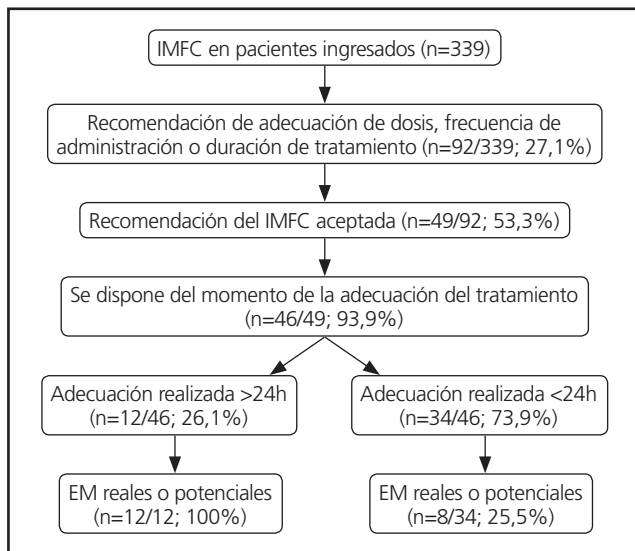 IMFC en pacientes ingresados (n=339)
Recomendación de adecuación de dosis, frecuencia de
administración o duración de tratamiento (n=92/339; 27,1%)
Recomendación del IMFC aceptada (n=49/92; 53,3%)
Se dispone del momento de la adecuación del tratamiento
(n=46/49; 93,9%)
Adecuación realizada >24h
(n=12/46; 26,1%)
Adecuación realizada <24h
(n=34/46; 73,9%)
EM reales o potenciales
(n=12/12; 100%)
EM reales o potenciales
(n=8/34; 25,5%)